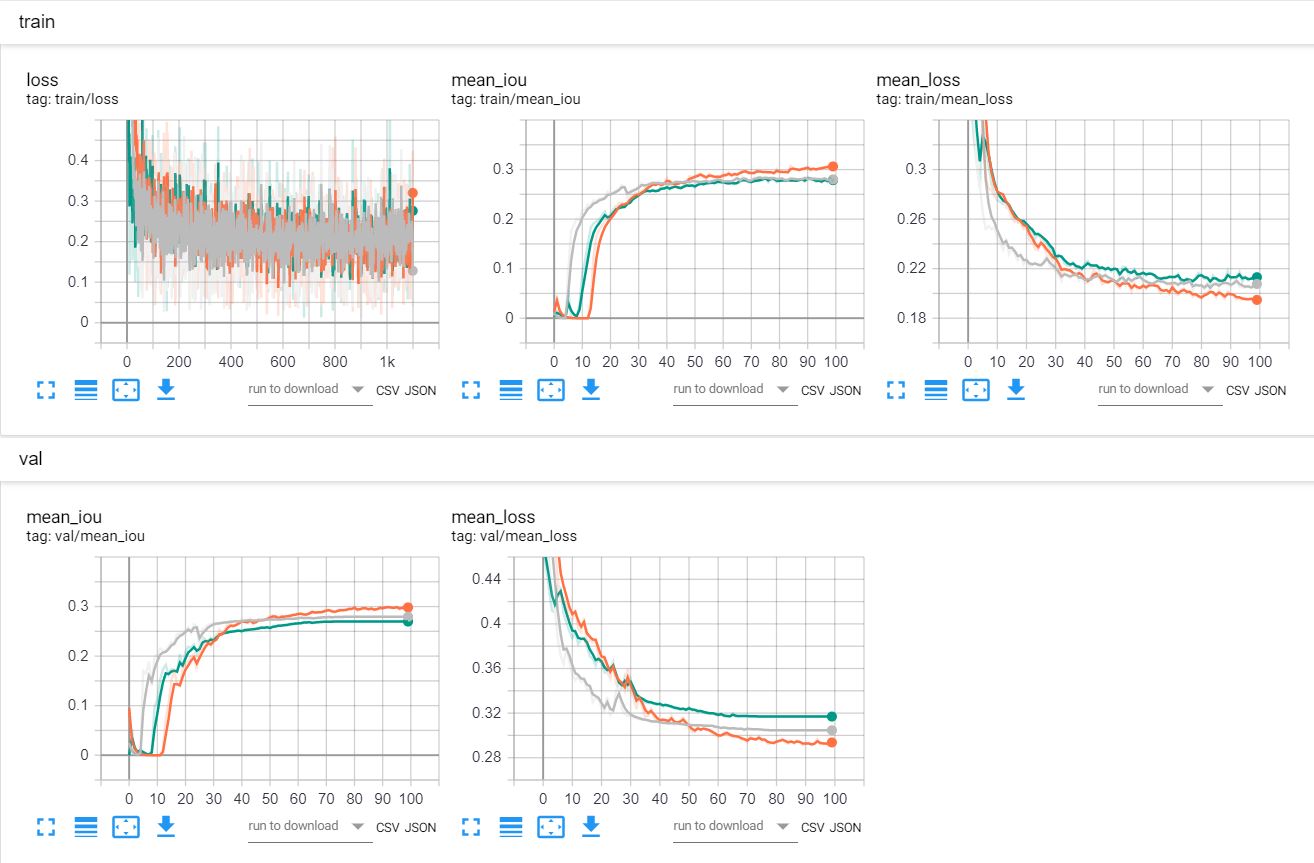 train
loss
tag: train/loss
0.4
0.3
0.2
0.1
0
0 200 400 600 800 1k
run to download CSV JSON
mean_iou
tag: train/mean_iou
0.3
0.2
0.1
0
0 10 20 30 40 50 60 70 80 90 100
run to download CSV JSON
mean_loss
tag: train/mean_loss
0.3
0.26
0.22
0.18
0 10 20 30 40 50 60 70 80 90 100
run to download CSV JSON
val
mean_iou
tag: val/mean_iou
0.3
0.2
0.1
0
0 10 20 30 40 50 60 70 80 90 100
run to download CSV JSON
mean_loss
tag: val/mean_loss
0.44
0.4
0.36
0.32
0.28
0 10 20 30 40 50 60 70 80 90 100
run to download CSV JSON